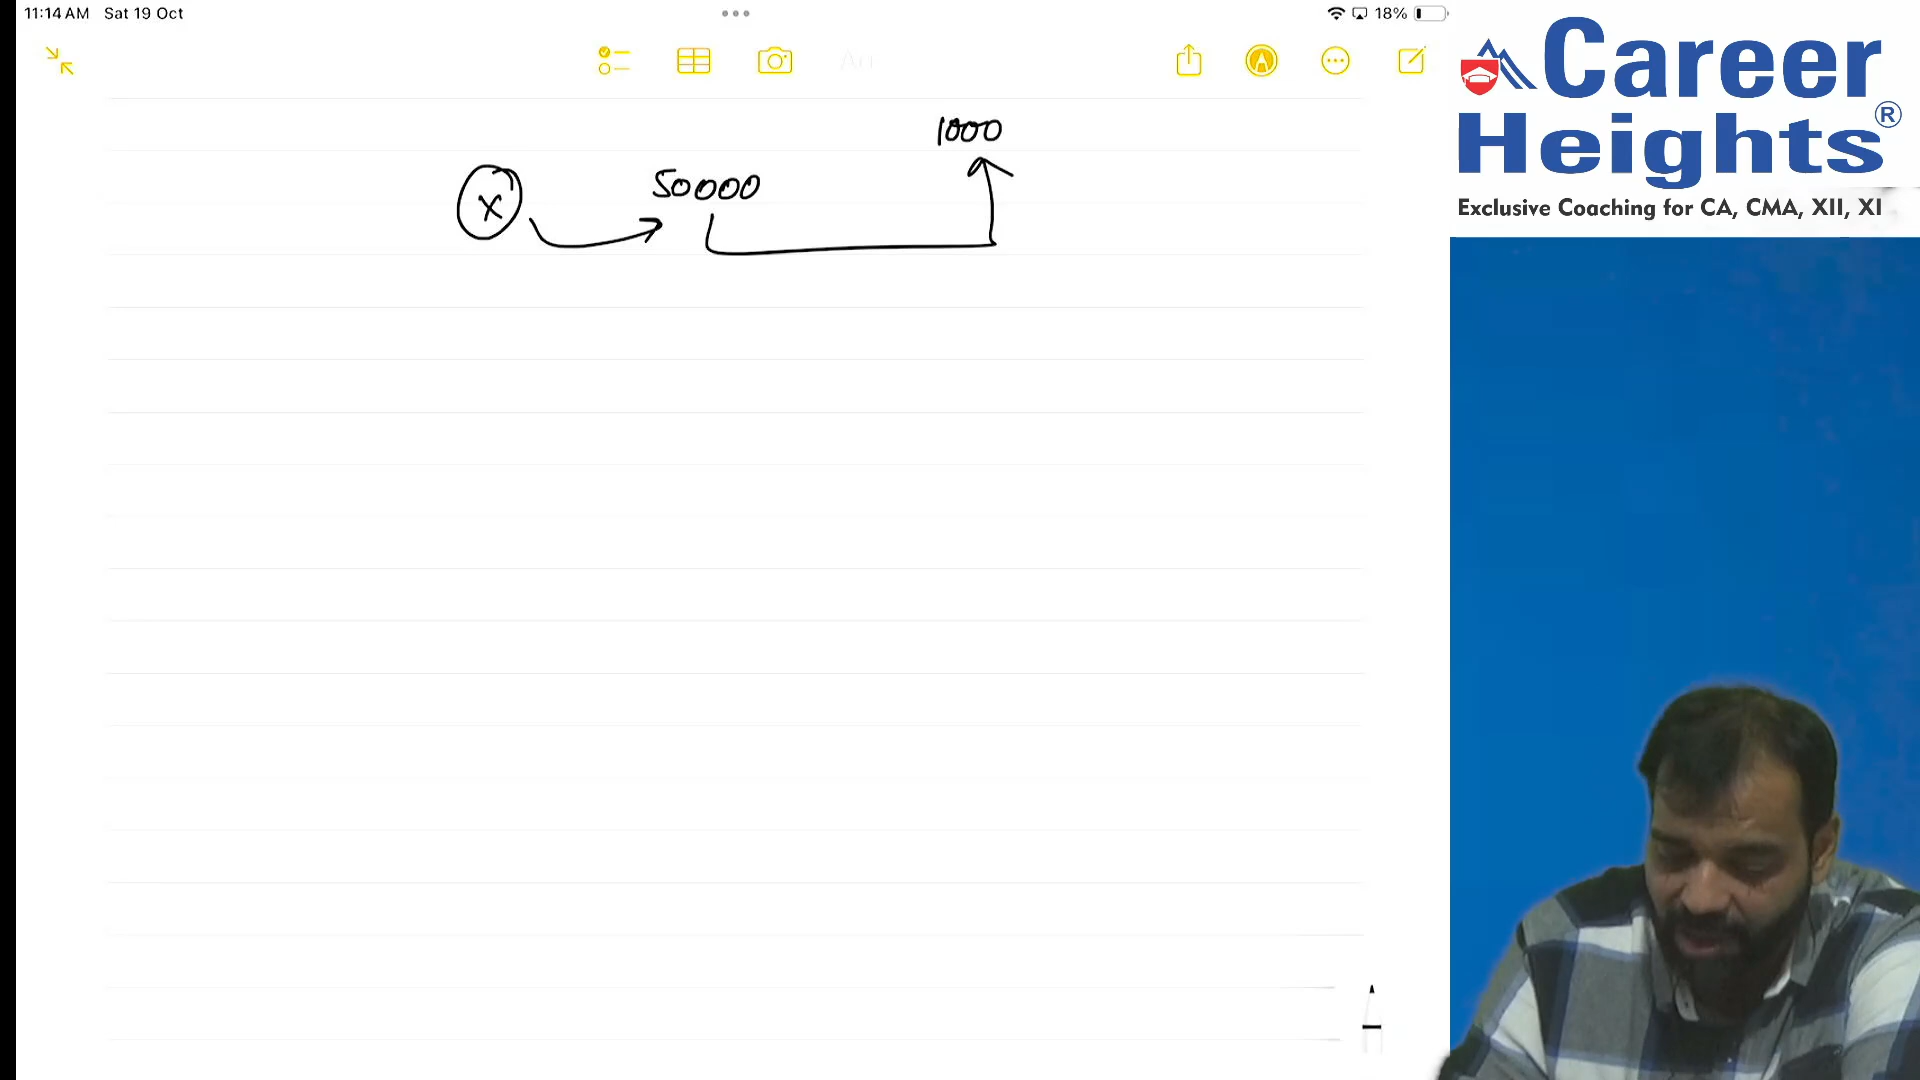 11:14 AM Sat 19 Oct
18%
Career
Heights®
Exclusive Coaching for CA, CMA, XII, XI
1000
50000
X